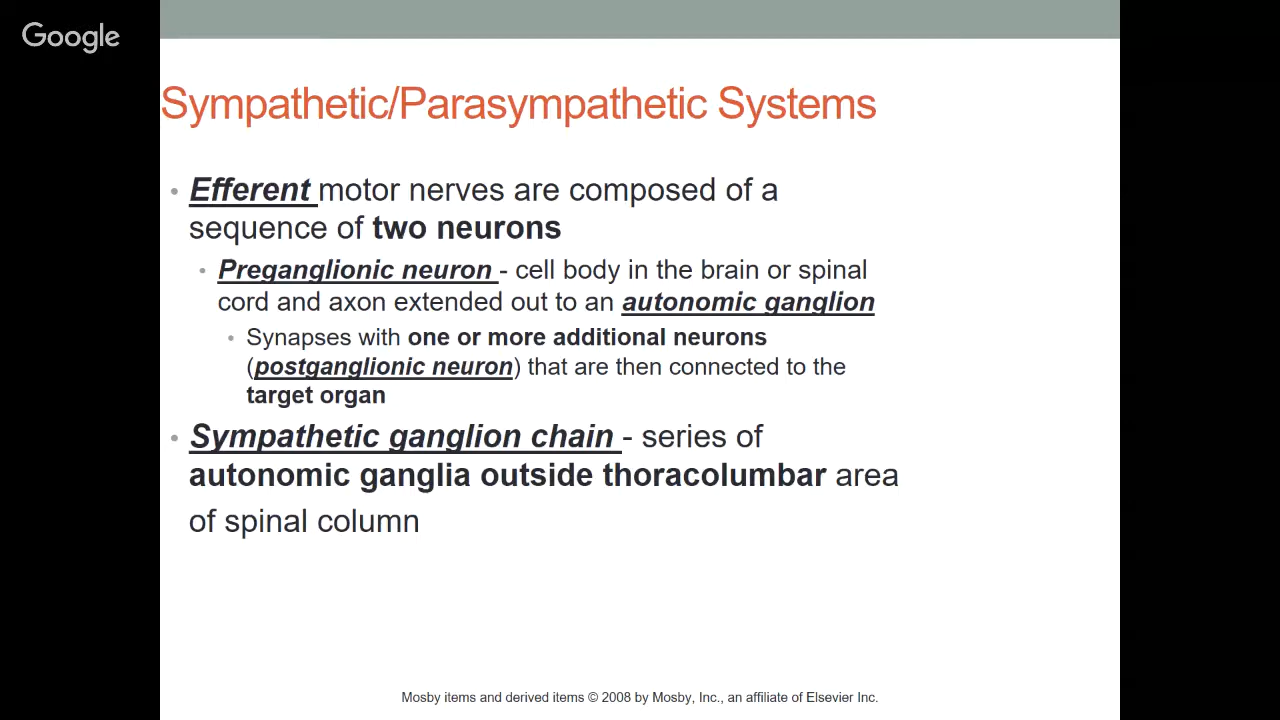 Google
Sympathetic/Parasympathetic Systems
• Efferent motor nerves are composed of a
sequence of two neurons
• Preganglionic neuron - cell body in the brain or spinal
cord and axon extended out to an autonomic ganglion
• Synapses with one or more additional neurons
(postganglionic neuron) that are then connected to the
target organ
• Sympathetic ganglion chain - series of
autonomic ganglia outside thoracolumbar area
of spinal column
Mosby items and derived items © 2008 by Mosby, Inc., an affiliate of Elsevier Inc.